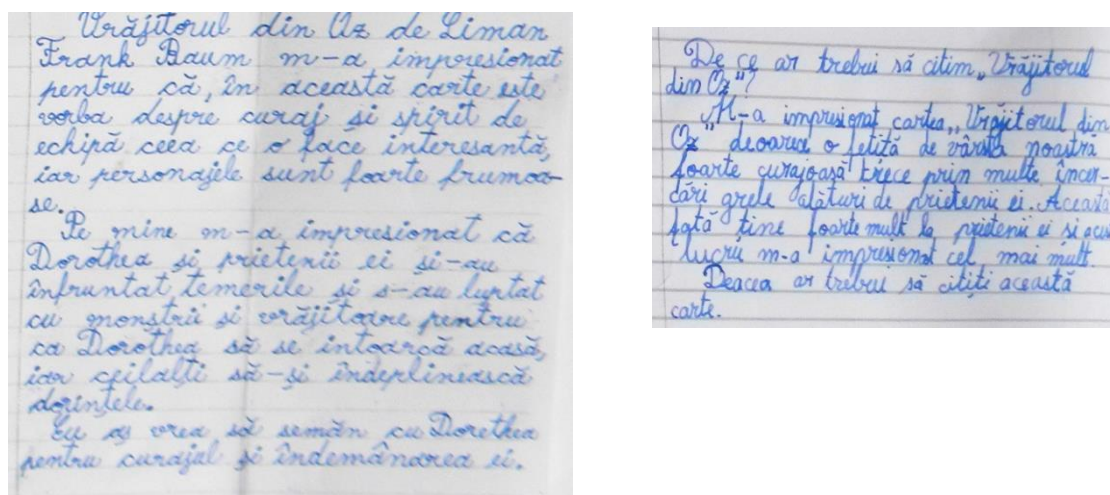 Vrăjitorul din Oz de Liman
Frank Baum m-a impresionat
pentru că, în această carte este
vorba despre curaj și spirit de
echipă ceea ce o face interesantă,
iar personajele sunt foarte frumoa-
se.
Pe mine m-a impresionat că
Dorothea și prietenii ei și-au
înfruntat temerile și s-au luptat
cu monștrii și vrăjitoare pentru
ca Dorothea să se întoarcă acasă,
iar ceilalți să-și îndeplinească
dorințele.
Eu aș vrea să semăn cu Dorethea
pentru curajul și îndemânarea ei.
De ce ar trebui să citim „Vrăjitorul
din Oz"?
M-a impresionat cartea „Vrăjitorul din
Oz" deoarece o fetiță de vârsta noastră
foarte curajoasă trece prin multe încer-
cări grele alături de prietenii ei. Aceasta
fată ține foarte mult la prietenii ei și acest
lucru m-a impresionat cel mai mult.
Deacea ar trebui să citiți această
carte.